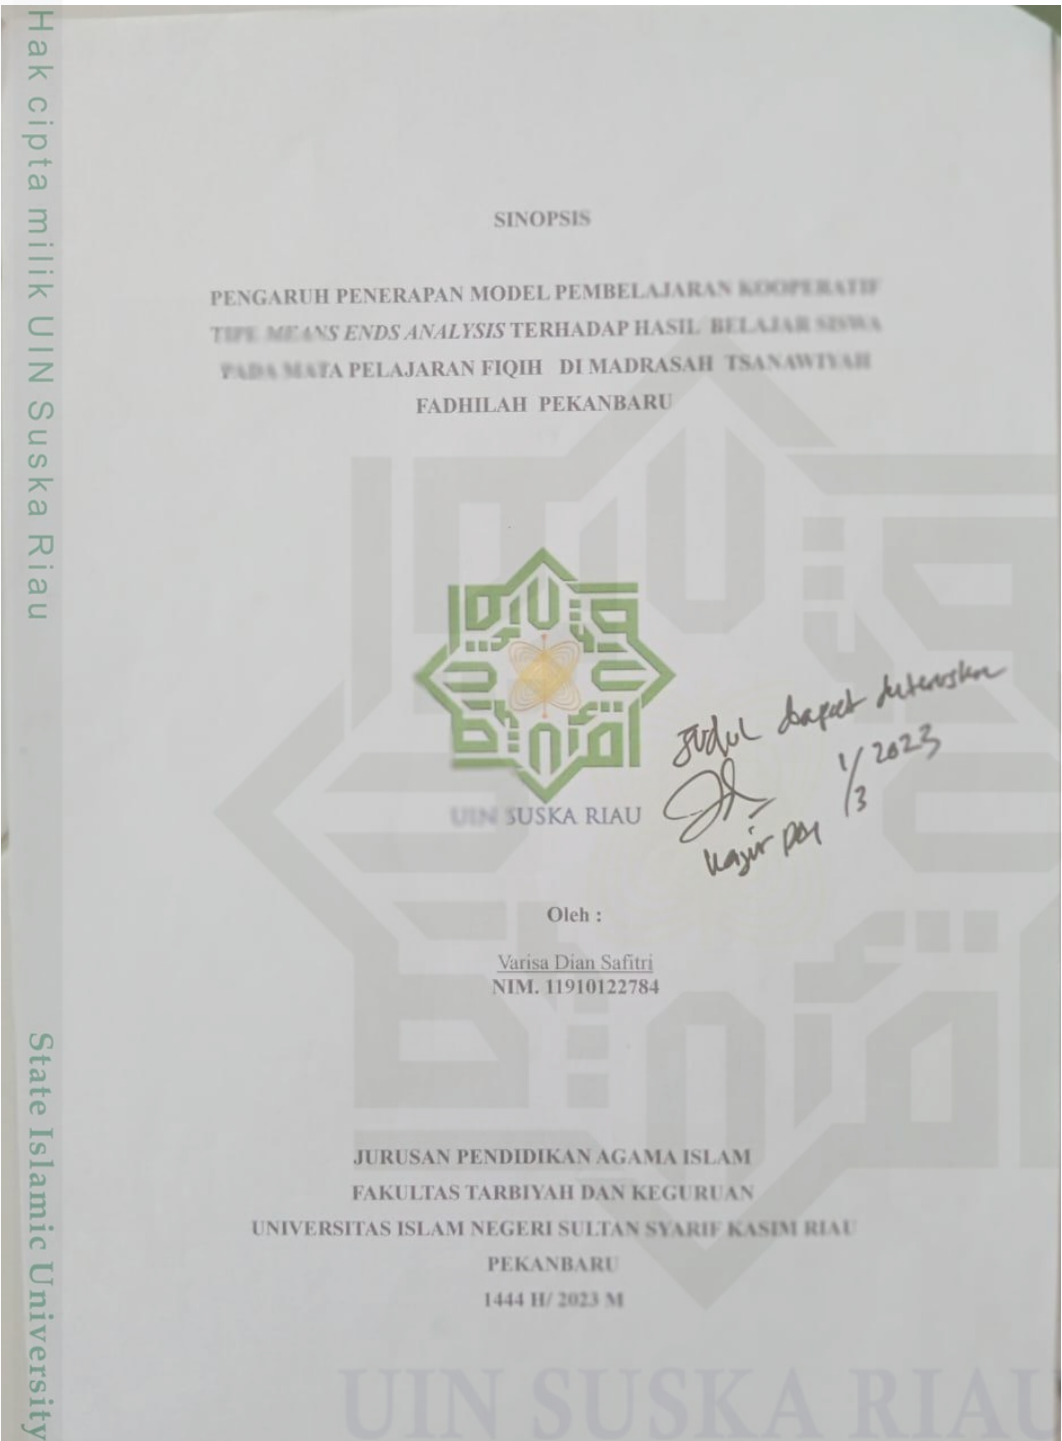 Hak cipta milik UIN Suska Riau
State Islamic University
SINOPSIS
PENGARUH PENERAPAN MODEL PEMBELAJARAN KOOPERATIF
TIPE MEANS ENDS ANALYSIS TERHADAP HASIL BELAJAR SISWA
PADA MATA PELAJARAN FIQIH DI MADRASAH TSANAWIYAH
FADHILAH PEKANBARU
UIN SUSKA RIAU
Judul dapat diteruskan
1/3 2023
Oleh :
Varisa Dian Safitri
NIM. 11910122784
JURUSAN PENDIDIKAN AGAMA ISLAM
FAKULTAS TARBIYAH DAN KEGURUAN
UNIVERSITAS ISLAM NEGERI SULTAN SYARIF KASIM RIAU
PEKANBARU
1444 H/ 2023 M
UIN SUSKA RIAU